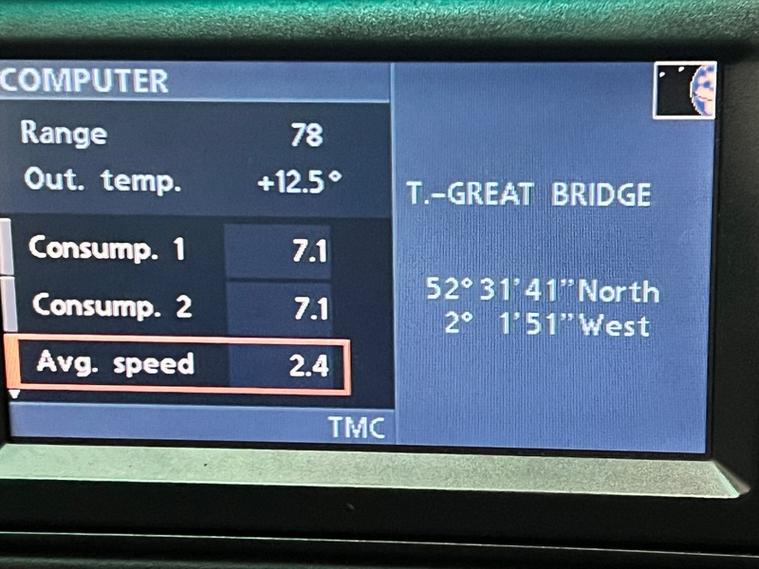 COMPUTER
Range 78
Out. temp. +12.5°
Consump. 1 7.1
Consump. 2 7.1
Avg. speed 2.4
TMC
T.-GREAT BRIDGE
52°31'41"North
2° 1'51"West